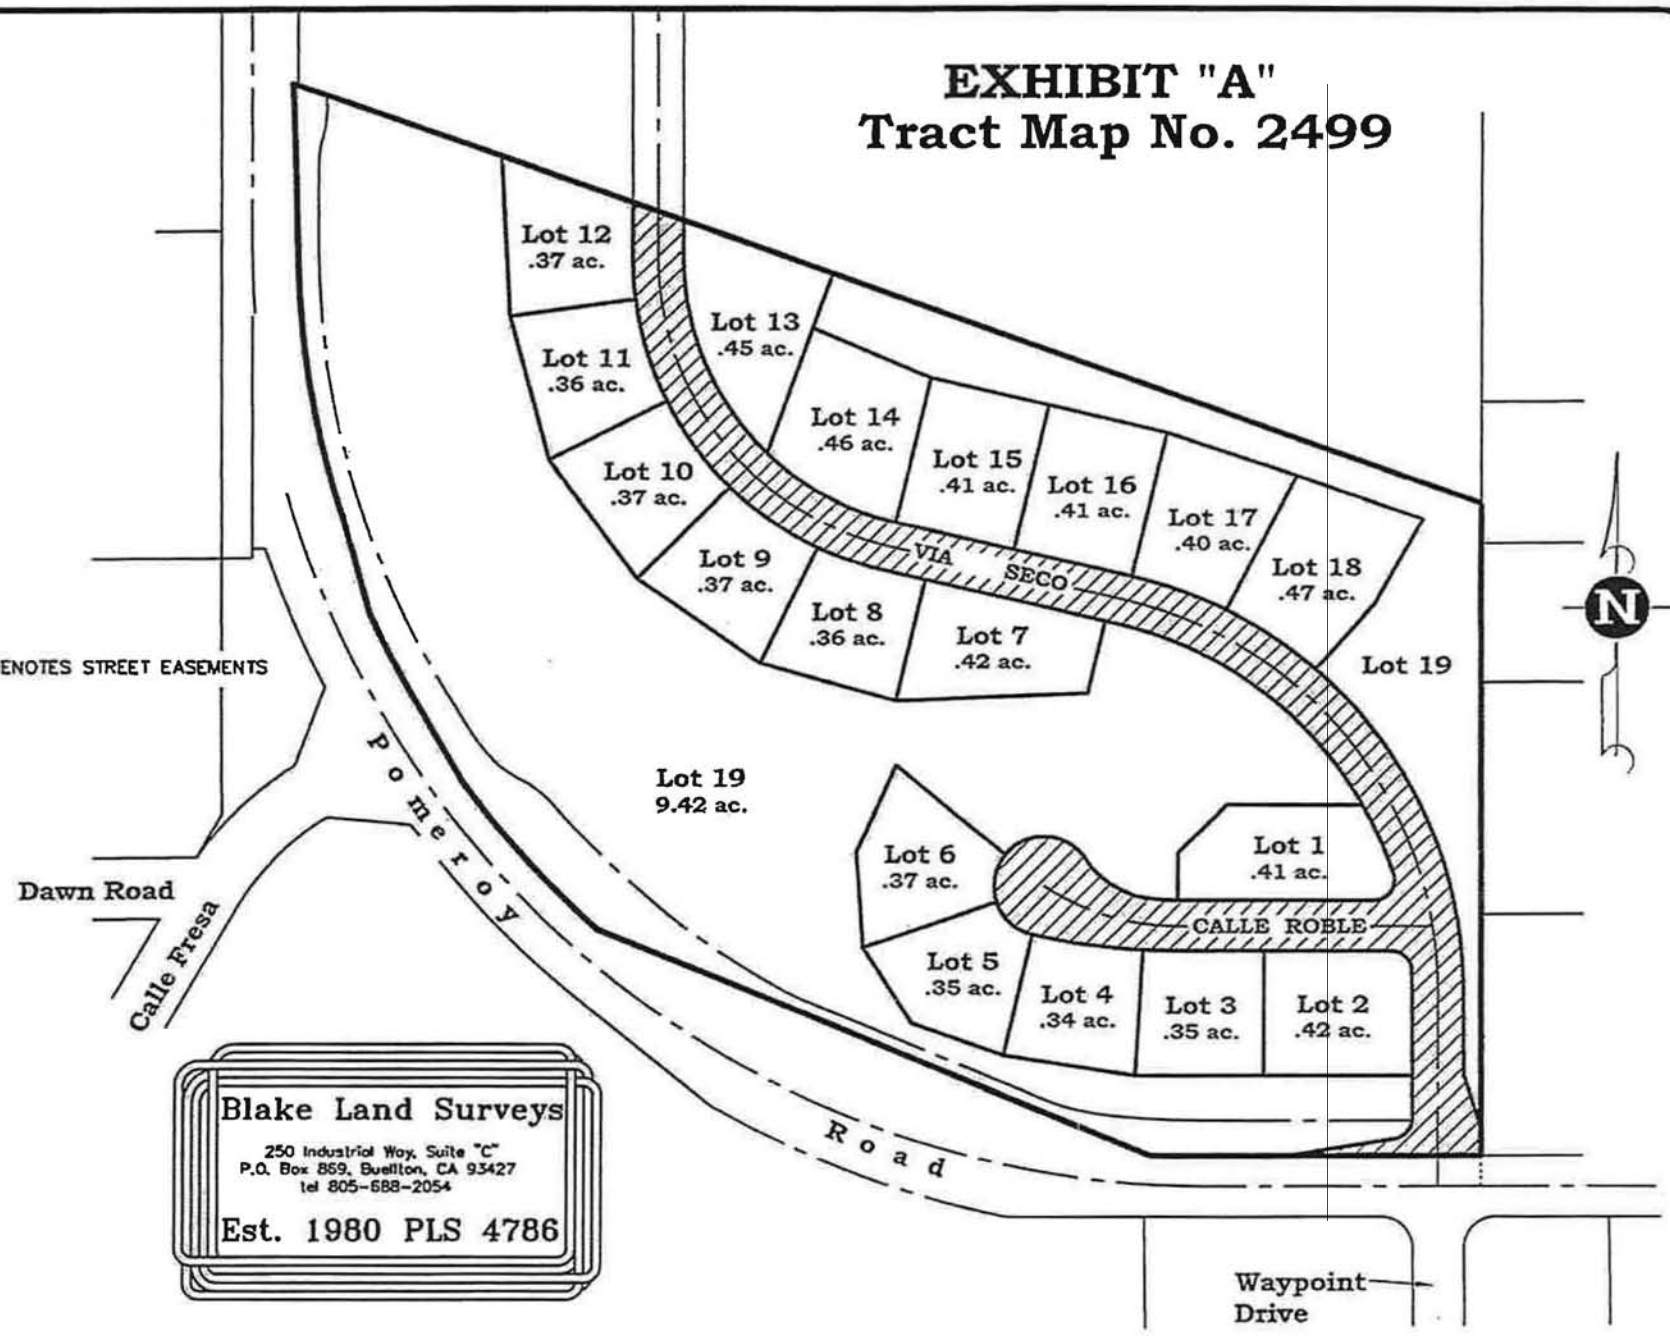 EXHIBIT "A"
Tract Map No. 2499
Lot 12
.37 ac.
Lot 13
.45 ac.
Lot 11
.36 ac.
Lot 14
.46 ac.
Lot 10
.37 ac.
Lot 15
.41 ac.
Lot 16
.41 ac.
Lot 17
.40 ac.
Lot 18
.47 ac.
Lot 9
.37 ac.
VIA SECO
Lot 8
.36 ac.
Lot 7
.42 ac.
N
ENOTES STREET EASEMENTS
Lot 19
Lot 19
9.42 ac.
Pomeroy
Lot 6
.37 ac.
Lot 1
.41 ac.
Dawn Road
CALLE ROBLE
Calle Fresa
Lot 5
.35 ac.
Lot 4
.34 ac.
Lot 3
.35 ac.
Lot 2
.42 ac.
Road
Blake Land Surveys
250 Industrial Way, Suite "C"
P.O. Box 869, Buellton, CA 93427
tel 805-688-2054
Est. 1980 PLS 4786
Waypoint
Drive